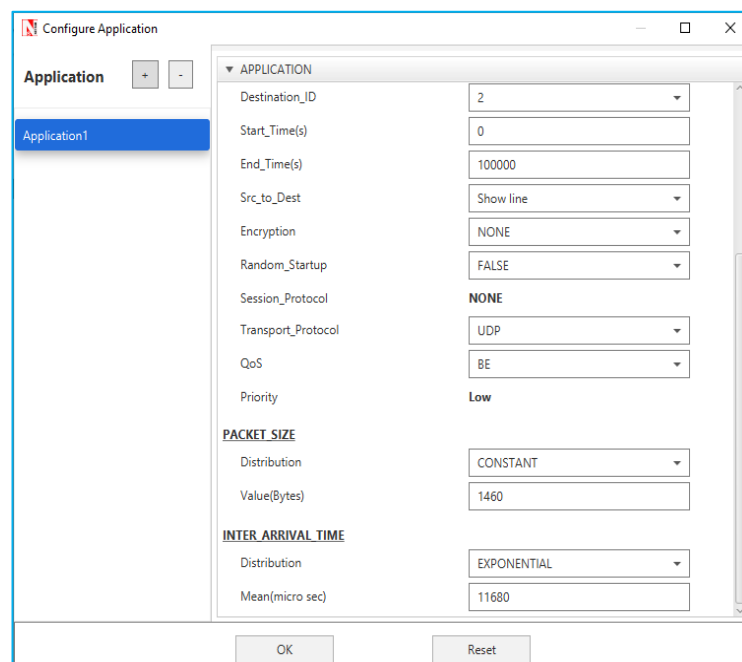 Configure Application
Application + -
Application1
APPLICATION
Destination_ID 2
Start_Time(s) 0
End_Time(s) 100000
Src_to_Dest Show line
Encryption NONE
Random_Startup FALSE
Session_Protocol NONE
Transport_Protocol UDP
QoS BE
Priority Low
PACKET_SIZE
Distribution CONSTANT
Value(Bytes) 1460
INTER_ARRIVAL_TIME
Distribution EXPONENTIAL
Mean(micro sec) 11680
OK Reset